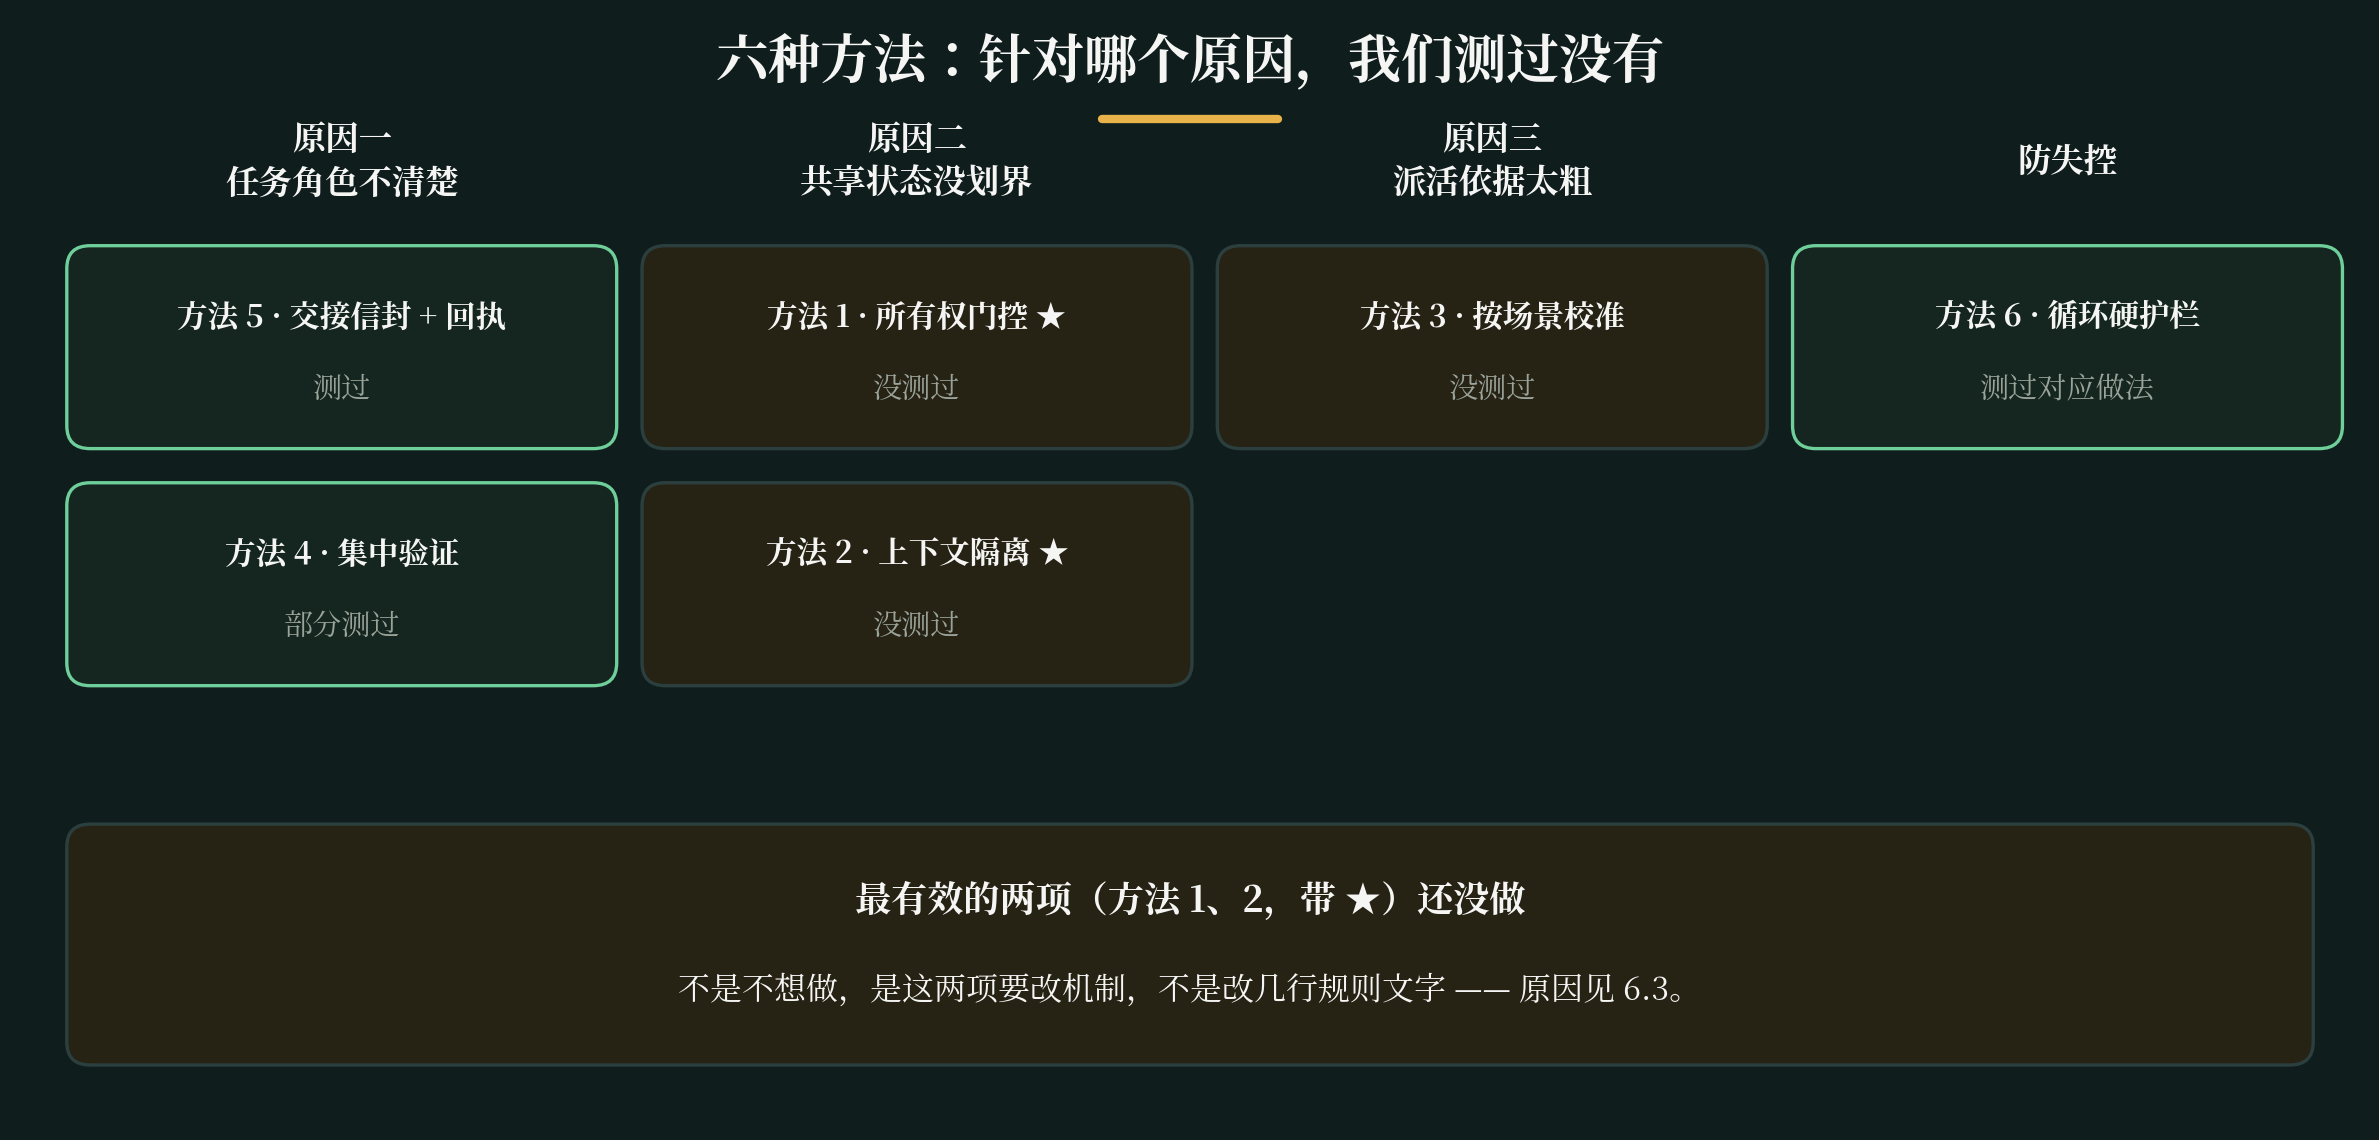 六种方法：针对哪个原因，我们测过没有
原因一
任务角色不清楚
原因二
共享状态没划界
原因三
派活依据太粗
防失控
方法 5 · 交接信封 + 回执
测过
方法 1 · 所有权门控 ★
没测过
方法 3 · 按场景校准
没测过
方法 6 · 循环硬护栏
测过对应做法
方法 4 · 集中验证
部分测过
方法 2 · 上下文隔离 ★
没测过
最有效的两项（方法 1、2，带 ★）还没做
不是不想做，是这两项要改机制，不是改几行规则文字 —— 原因见 6.3。